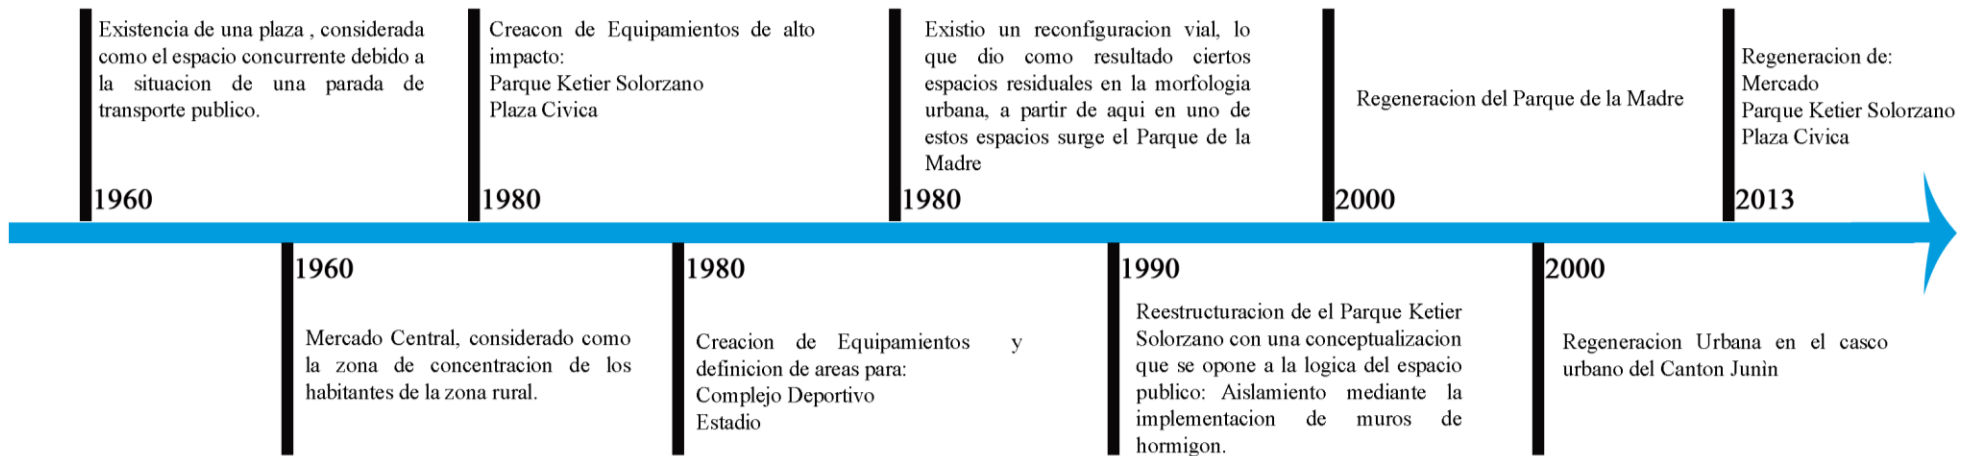 Existencia de una plaza , considerada
como el espacio concurrente debido a
la situacion de una parada de
transporte publico.
1960
Creacon de Equipamientos de alto
impacto:
Parque Ketier Solorzano
Plaza Civica
1980
Existio un reconfiguracion vial, lo
que dio como resultado ciertos
espacios residuales en la morfologia
urbana, a partir de aqui en uno de
estos espacios surge el Parque de la
Madre
1980
Regeneracion del Parque de la Madre
2000
Regeneracion de:
Mercado
Parque Ketier Solorzano
Plaza Civica
2013
1960
Mercado Central, considerado como
la zona de concentracion de los
habitantes de la zona rural.
1980
Creacion de Equipamientos y
definicion de areas para:
Complejo Deportivo
Estadio
1990
Reestructuracion de el Parque Ketier
Solorzano con una conceptualizacion
que se opone a la logica del espacio
publico: Aislamiento mediante la
implementacion de muros de
hormigon.
2000
Regeneracion Urbana en el casco
urbano del Canton Junìn